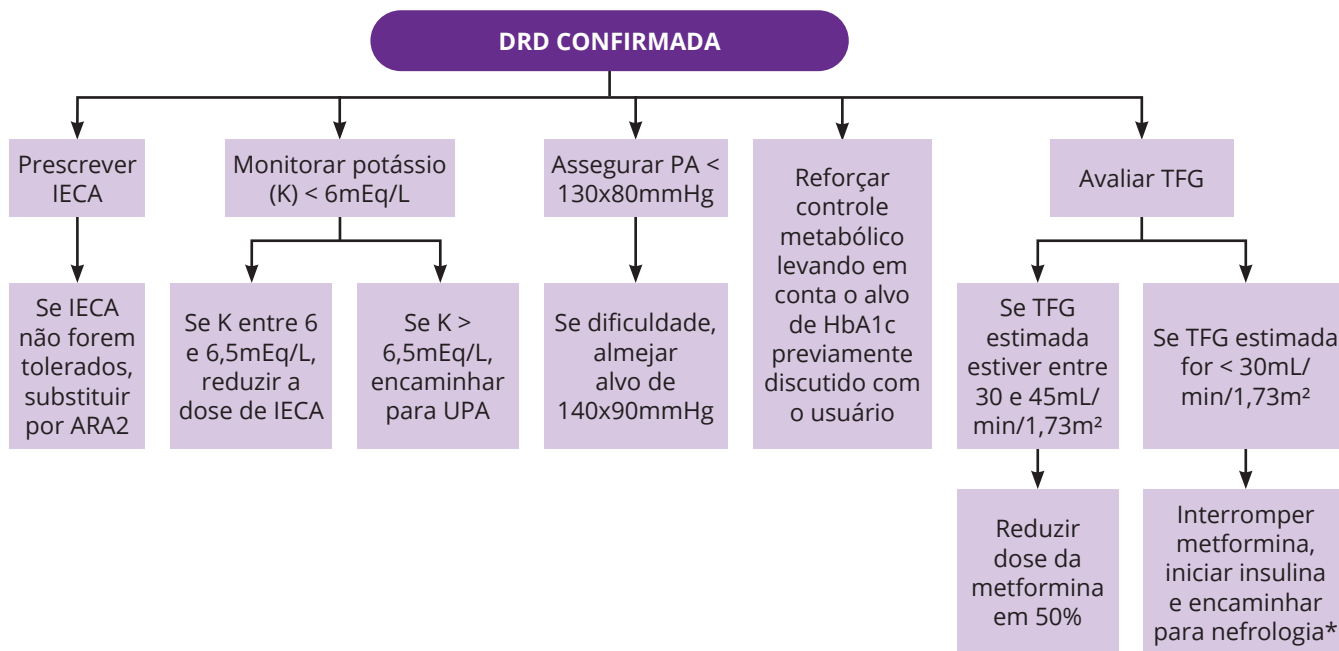 DRD CONFIRMADA
Prescrever
IECA
Monitorar potássio
(K) < 6mEq/L
Assegurar PA <
130x80mmHg
Reforçar
controle
metabólico
levando em
conta o alvo
de HbA1c
previamente
discutido com
o usuário
Avaliar TFG
Se IECA
não forem
tolerados,
substituir
por ARA2
Se K entre 6
e 6,5mEq/L,
reduzir a
dose de IECA
Se K >
6,5mEq/L,
encaminhar
para UPA
Se dificuldade,
almejar
alvo de
140x90mmHg
Se TFG
estimada
estiver entre
30 e 45mL/
min/1,73m²
Se TFG estimada
for < 30mL/
min/1,73m²
Reduzir
dose da
metformina
em 50%
Interromper
metformina,
iniciar insulina
e encaminhar
para nefrologia*